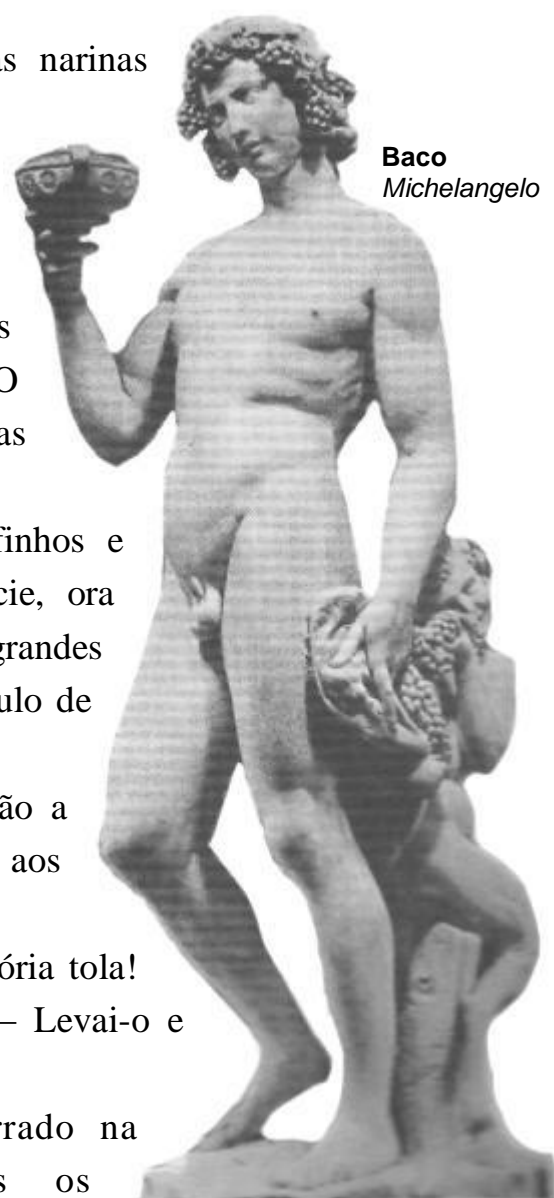 as narinas
Baco
Michelangelo
s
O
as
finhos e
cie, ora
grandes
ulo de
ão a
aos
ória tola!
– Levai-o e
rrado na
s os